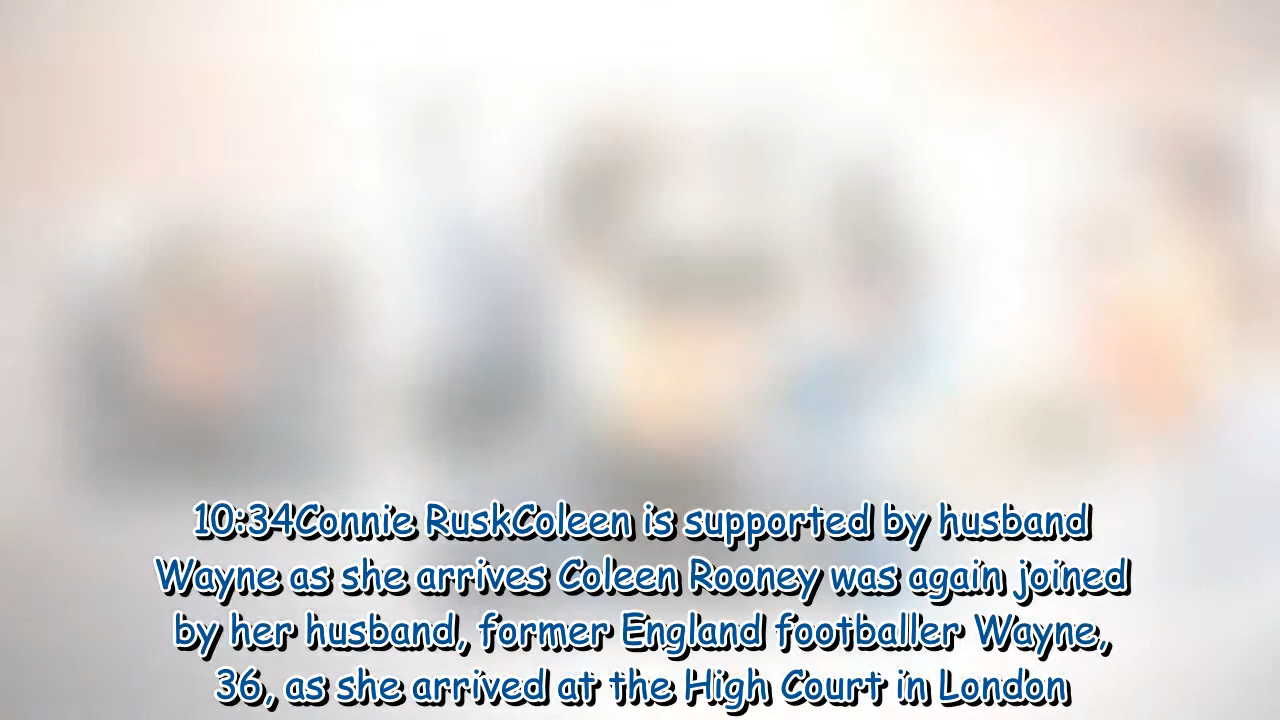 10:34Connie RuskColeen is supported by husband
Wayne as she arrives Coleen Rooney was again joined
by her husband, former England footballer Wayne,
36, as she arrived at the High Court in London